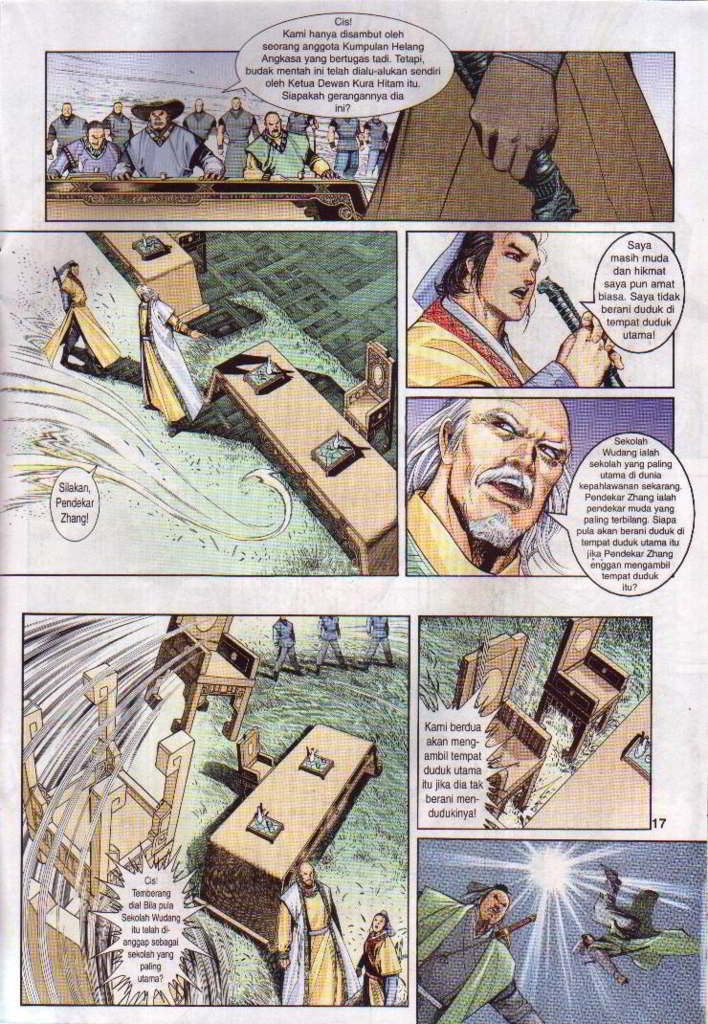 Cis!
Kami hanya disambut oleh
seorang anggota Kumpulan Helang
Angkasa yang bertugas tadi. Tetapi,
budak mentah ini telah dialu-alukan sendiri
oleh Ketua Dewan Kura Hitam itu.
Siapakah gerangannya dia
ini?
Silakan,
Pendekar
Zhang!
Saya
masih muda
dan hikmat
saya pun amat
biasa. Saya tidak
berani duduk di
tempat duduk
utama!
Sekolah
Wudang ialah
sekolah yang paling
utama di dunia
kepahlawanan sekarang.
Pendekar Zhang ialah
pendekar muda yang
paling terbilang. Siapa
pula akan berani duduk di
tempat duduk utama itu
jika Pendekar Zhang
enggan mengambil
tempat duduk
itu?
Cis!
Temberang
dia! Bila pula
Sekolah Wudang
itu telah di-
anggap sebagai
sekolah yang
paling
utama?
Kami berdua
akan meng-
ambil tempat
duduk utama
itu jika dia tak
berani men-
dudukinya!
17